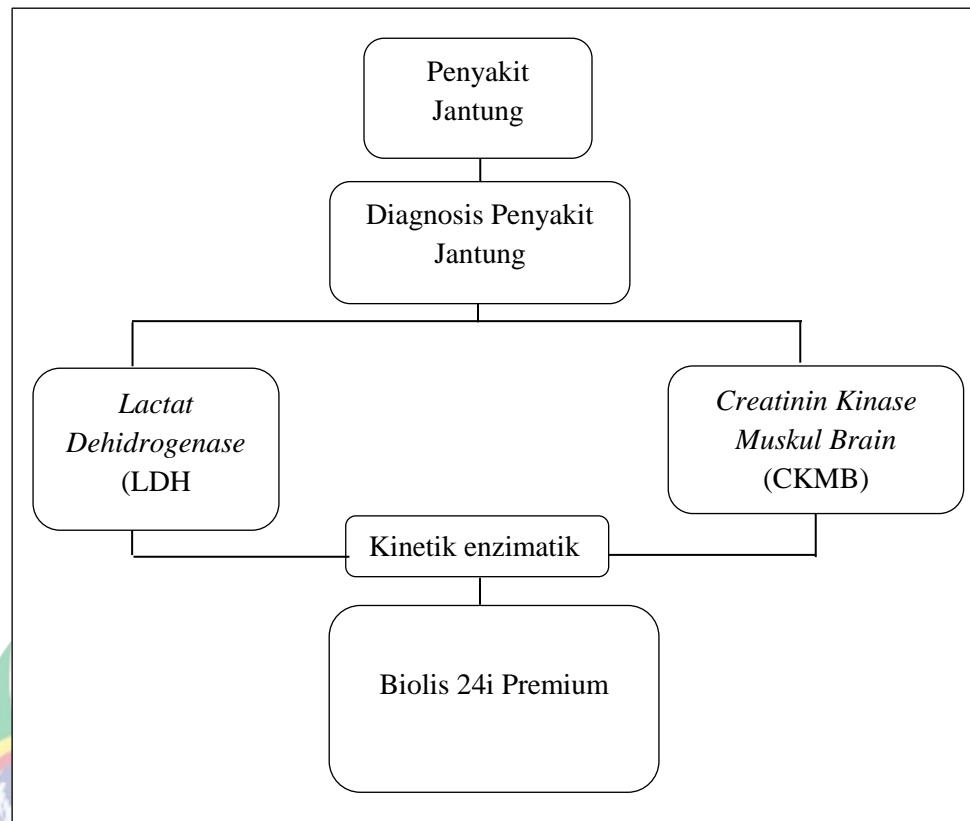 Penyakit
Jantung
Diagnosis Penyakit
Jantung
Lactat
Dehidrogenase
(LDH
Creatinin Kinase
Muskul Brain
(CKMB)
Kinetik enzimatik
Biolis 24i Premium